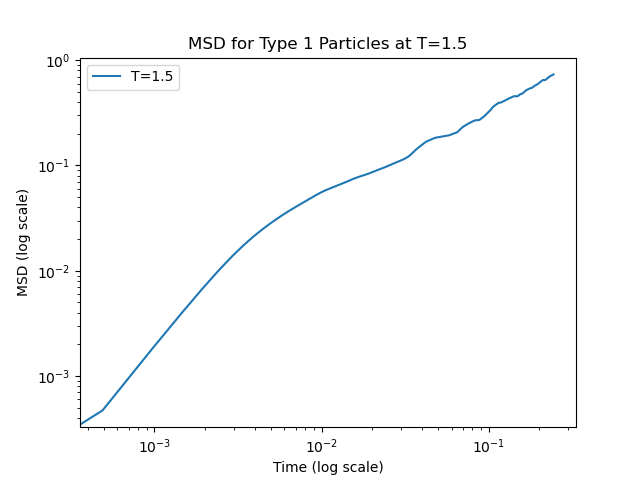 MSD for Type 1 Particles at T=1.5
T=1.5
MSD (log scale)
10⁰
10⁻¹
10⁻²
10⁻³
10⁻³
10⁻²
10⁻¹
Time (log scale)